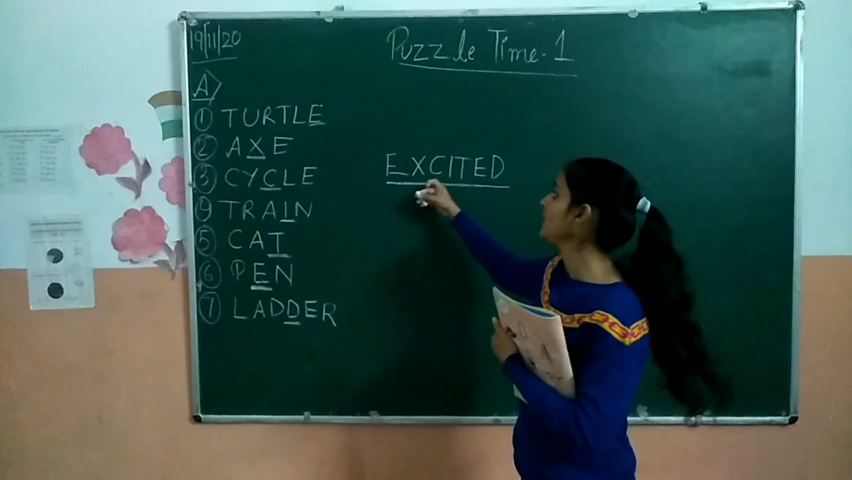 19/11/20
Puzzle Time-1
A
1 TURTLE
2 AXE
3 CYCLE
4 TRAIN
5 CAT
6 PEN
7 LADDER
EXCITED